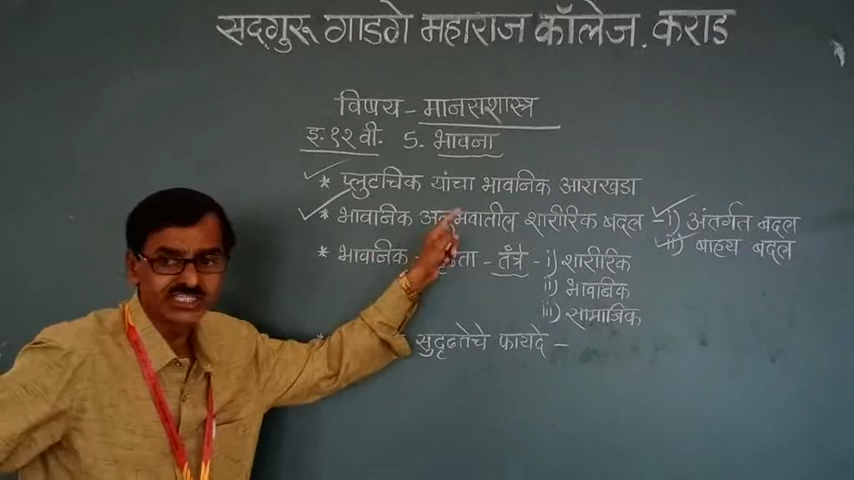 सद्गुरू गाडगे महाराज कॉलेज. कराड
विषय - मानसशास्त्र
इ. १२ वी. 5. भावना
* प्लुटचिक यांचा भावनिक आराखडा
* भावनिक अनुभवातील शारीरिक बदल - i) अंतर्गत बदल
ii) बाह्य बदल
* भावनिक - तंत्रे - i) शारीरिक
ii) भावनिक
iii) सामाजिक
* सुदृढतेचे फायदे -